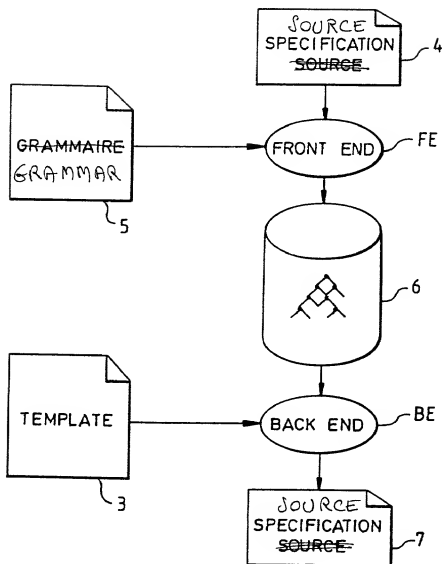 SOURCE
SPECIFICATION
SOURCE
4
GRAMMAIRE
GRAMMAR
5
FRONT END
FE
6
TEMPLATE
3
BACK END
BE
SOURCE
SPECIFICATION
SOURCE
7